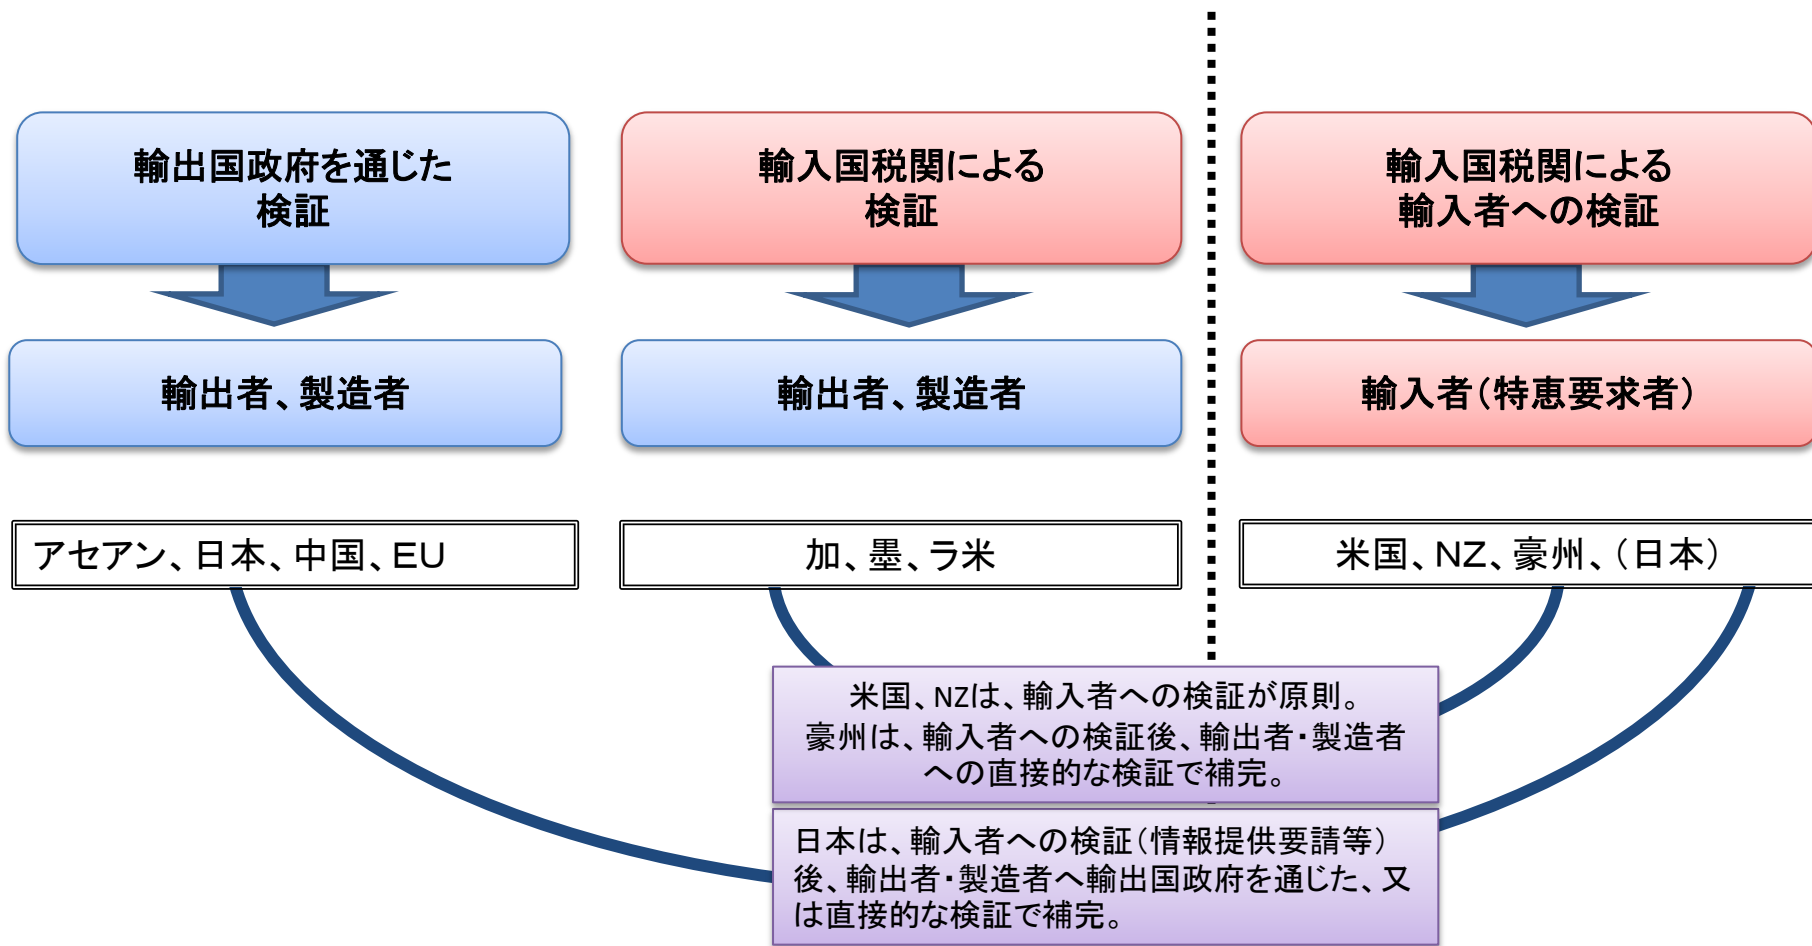 輸出国政府を通じた
検証
輸入国税関による
検証
輸入国税関による
輸入者への検証
輸出者、製造者
輸出者、製造者
輸入者（特恵要求者）
アセアン、日本、中国、ＥＵ
加、墨、ラ米
米国、ＮＺ、豪州、（日本）
米国、NZは、輸入者への検証が原則。
豪州は、輸入者への検証後、輸出者・製造者
への直接的な検証で補完。
日本は、輸入者への検証（情報提供要請等）
後、輸出者・製造者へ輸出国政府を通じた、又
は直接的な検証で補完。